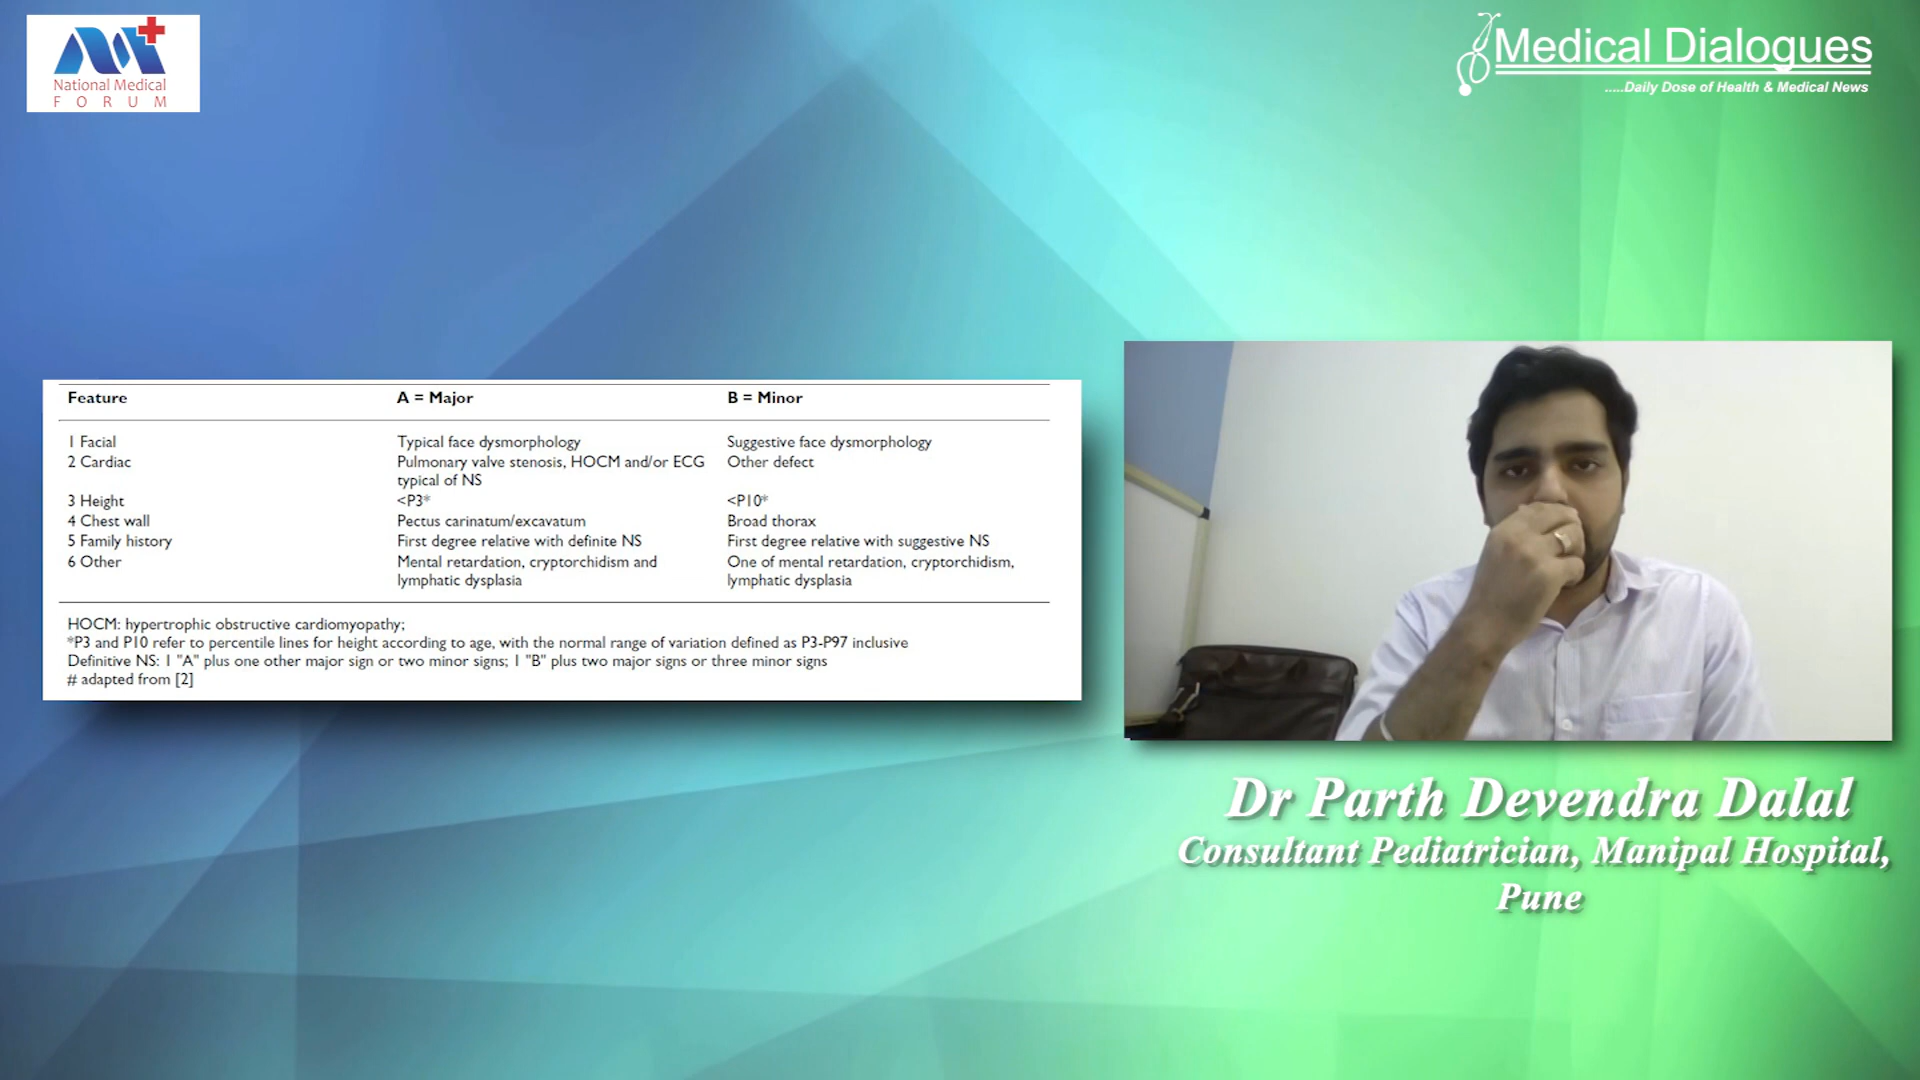 National Medical
FORUM
Medical Dialogues
.....Daily Dose of Health & Medical News
Feature A = Major B = Minor
1 Facial Typical face dysmorphology Suggestive face dysmorphology
2 Cardiac Pulmonary valve stenosis, HOCM and/or ECG typical of NS Other defect
3 Height <P3* <P10*
4 Chest wall Pectus carinatum/excavatum Broad thorax
5 Family history First degree relative with definite NS First degree relative with suggestive NS
6 Other Mental retardation, cryptorchidism and lymphatic dysplasia One of mental retardation, cryptorchidism, lymphatic dysplasia
HOCM: hypertrophic obstructive cardiomyopathy;
*P3 and P10 refer to percentile lines for height according to age, with the normal range of variation defined as P3-P97 inclusive
Definitive NS: 1 "A" plus one other major sign or two minor signs; 1 "B" plus two major signs or three minor signs
# adapted from [2]
Dr Parth Devendra Dalal
Consultant Pediatrician, Manipal Hospital,
Pune